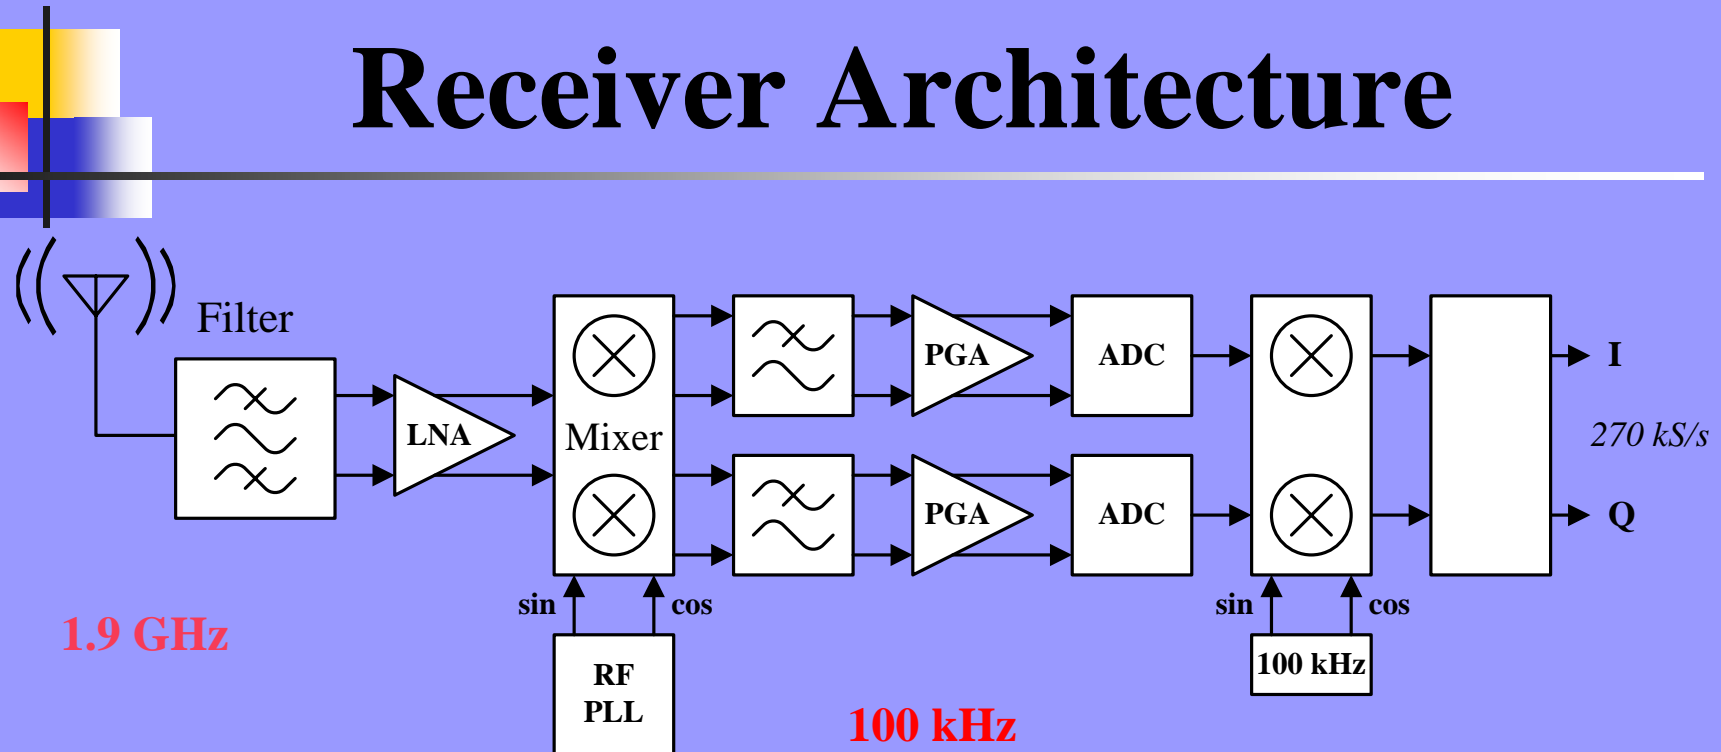 Receiver Architecture
Filter
LNA
Mixer
PGA
ADC
PGA
ADC
I
270 kS/s
Q
sin
cos
sin
cos
1.9 GHz
RF
PLL
100 kHz
100 kHz